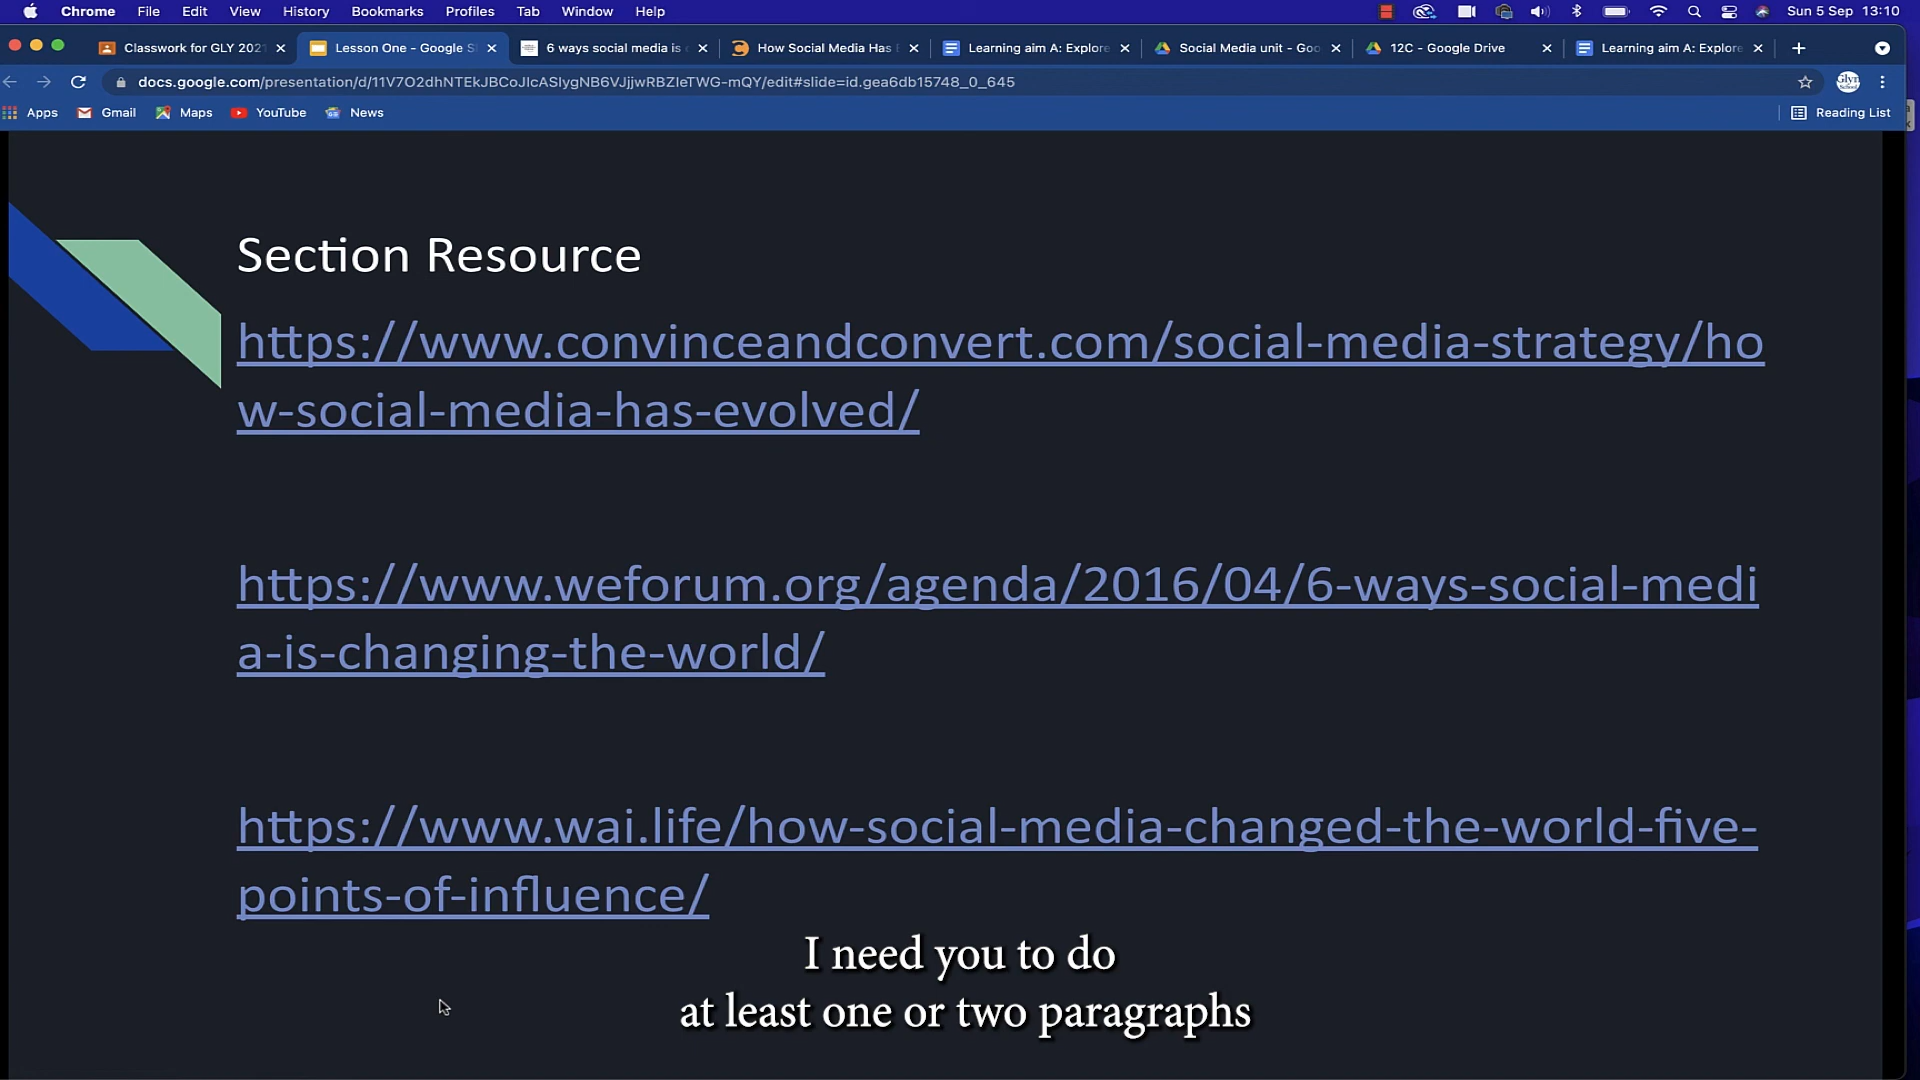 Chrome File Edit View History Bookmarks Profiles Tab Window Help Sun 5 Sep 13:10
Classwork for GLY 2021 Lesson One - Google S 6 ways social media is How Social Media Has Learning aim A: Explore Social Media unit - Goo 12C - Google Drive Learning aim A: Explore
docs.google.com/presentation/d/11V7O2dhNTEkJBCoJIcASIygNB6VJjjwRBZIeTWG-mQY/edit#slide=id.gea6db15748_0_645
Apps Gmail Maps YouTube News Reading List
Section Resource
https://www.convinceandconvert.com/social-media-strategy/ho
w-social-media-has-evolved/
https://www.weforum.org/agenda/2016/04/6-ways-social-medi
a-is-changing-the-world/
https://www.wai.life/how-social-media-changed-the-world-five-
points-of-influence/
I need you to do
at least one or two paragraphs